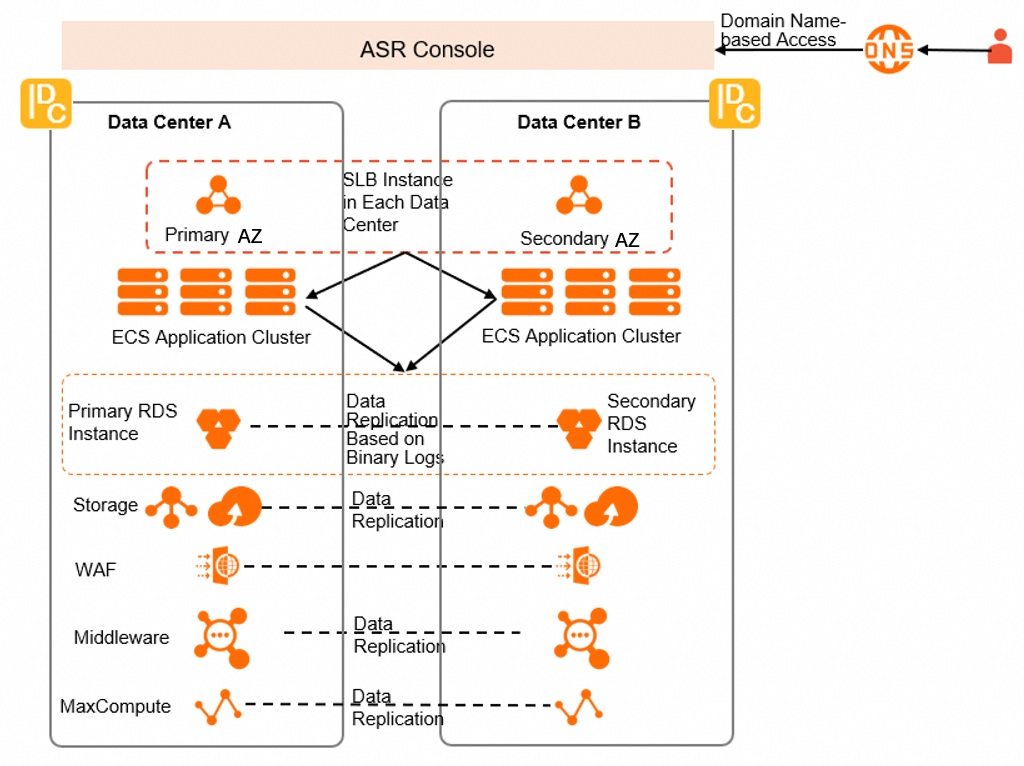 Domain Name-
based Access
DNS
ASR Console
IDC
IDC
Data Center A
Data Center B
SLB Instance
in Each Data
Center
Primary AZ
Secondary AZ
ECS Application Cluster
ECS Application Cluster
Primary RDS
Instance
Data
Replication
Based on
Binary Logs
Secondary
RDS
Instance
Storage
Data
Replication
WAF
Middleware
Data
Replication
MaxCompute
Data
Replication